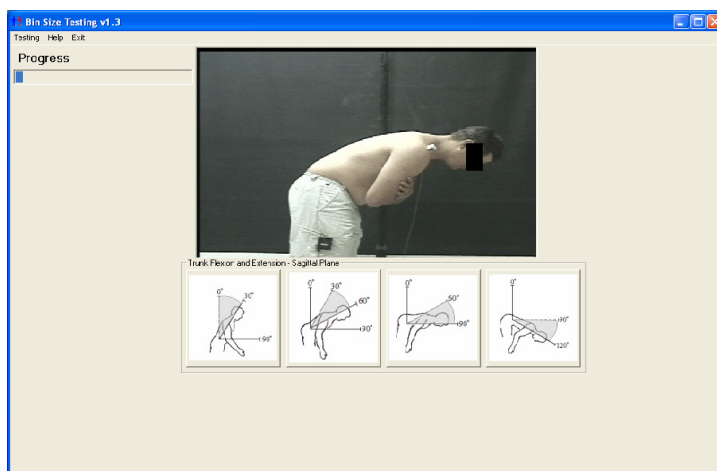 Bin Size Testing v1.3
Testing Help Exit
Progress
Trunk Flexion and Extension - Sagittal Plane
0° 30° 90°
0° 30° 60° 90°
0° 60° 90°
0° 90° 120°